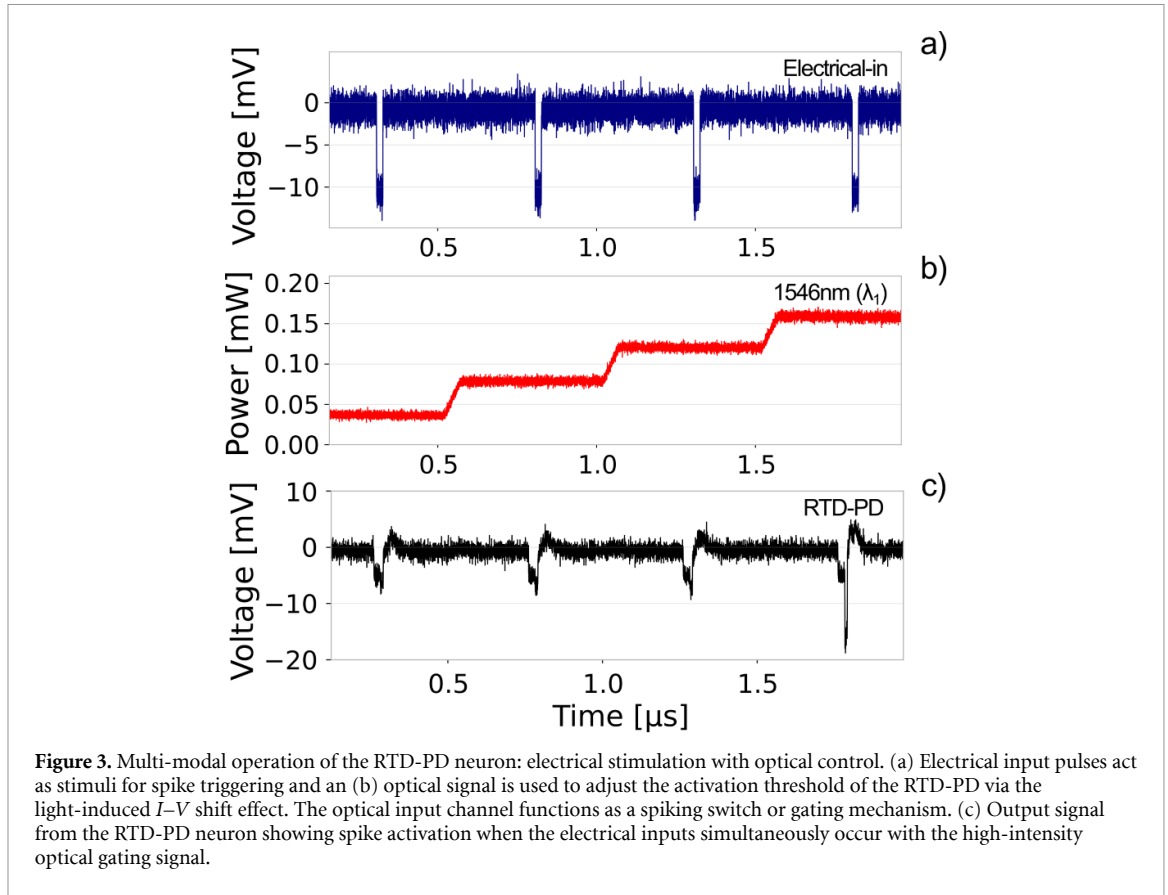 a)
Electrical-in
Voltage [mV]
0
−5
−10
0.5 1.0 1.5
b)
1546nm (λ₁)
Power [mW]
0.20
0.15
0.10
0.05
0.00
0.5 1.0 1.5
c)
RTD-PD
Voltage [mV]
10
0
−10
−20
0.5 1.0 1.5
Time [μs]
Figure 3. Multi-modal operation of the RTD-PD neuron: electrical stimulation with optical control. (a) Electrical input pulses act
as stimuli for spike triggering and an (b) optical signal is used to adjust the activation threshold of the RTD-PD via the
light-induced I–V shift effect. The optical input channel functions as a spiking switch or gating mechanism. (c) Output signal
from the RTD-PD neuron showing spike activation when the electrical inputs simultaneously occur with the high-intensity
optical gating signal.